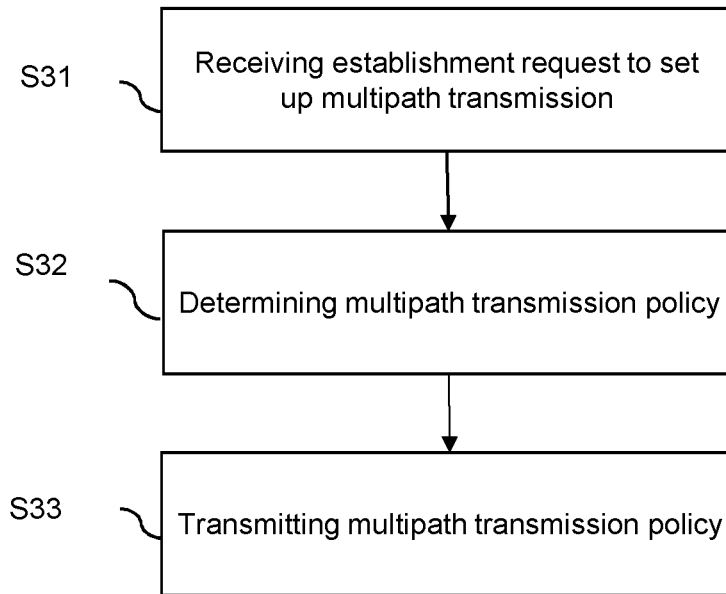 S31
Receiving establishment request to set
up multipath transmission
S32
Determining multipath transmission policy
S33
Transmitting multipath transmission policy